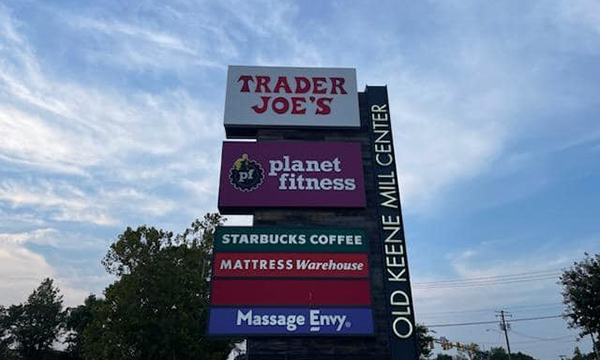 TRADER
JOE'S
pf
planet
fitness
STARBUCKS COFFEE
MATTRESS Warehouse
Massage Envy®
OLD KEENE MILL CENTER